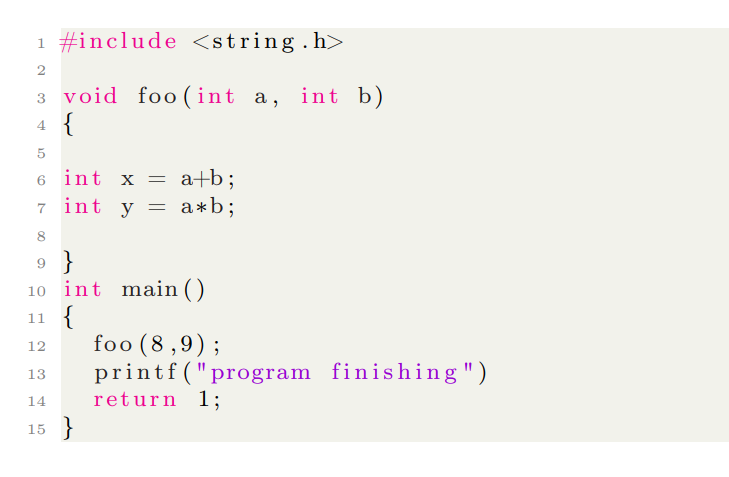 1 #include <string.h>
2
3 void foo(int a, int b)
4 {
5
6 int x = a+b;
7 int y = a*b;
8
9 }
10 int main()
11 {
12 foo(8,9);
13 printf("program finishing")
14 return 1;
15 }